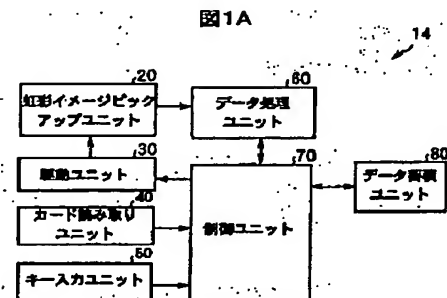 図1A
14
20
虹彩イメージピック
アップユニット
60
データ処理
ユニット
30
駆動ユニット
70
制御ユニット
80
データ蓄積
ユニット
40
カード読み取り
ユニット
50
キー入力ユニット